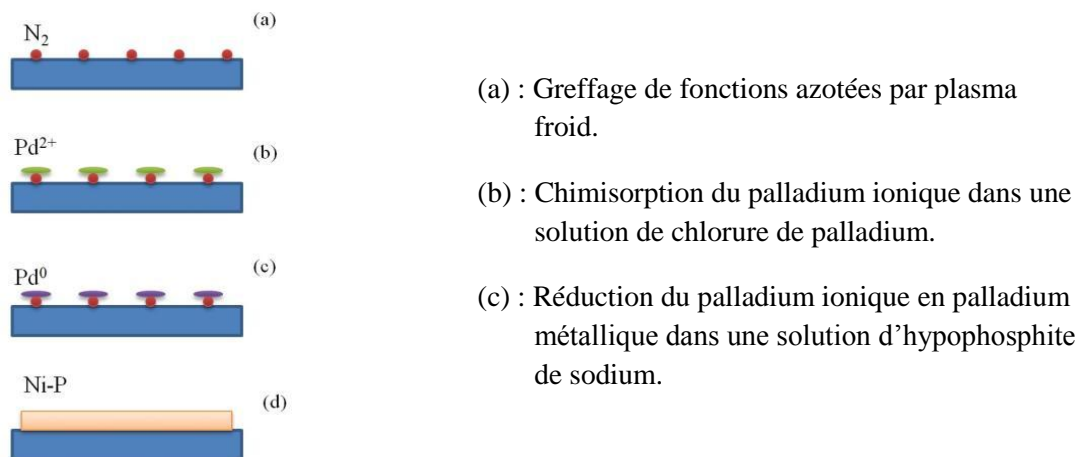 N₂
(a)
Pd²⁺
(b)
Pd⁰
(c)
Ni-P
(d)
(a) : Greffage de fonctions azotées par plasma
froid.
(b) : Chimisorption du palladium ionique dans une
solution de chlorure de palladium.
(c) : Réduction du palladium ionique en palladium
métallique dans une solution d’hypophosphite
de sodium.